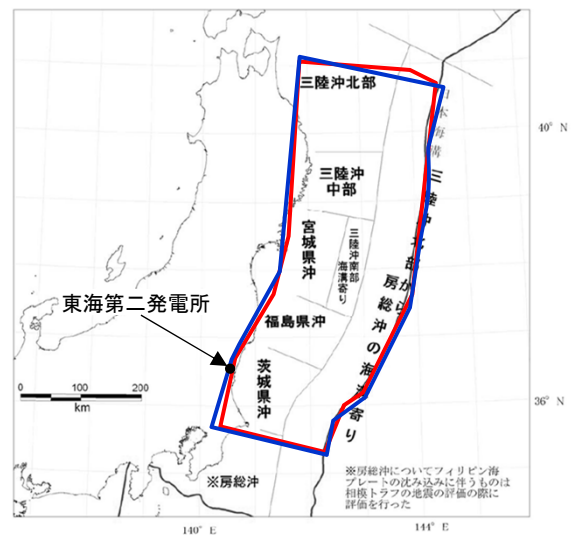 三陸沖北部
日本海溝
40° N
三陸沖
中部
三陸沖北部から
房総沖の海溝寄り
宮城県沖
三陸沖南部
海溝寄り
東海第二発電所
福島県沖
茨城県沖
0 50 100 200
km
36° N
※房総沖
※房総沖についてフィリピン海
プレートの沈み込みに伴うものは
相模トラフの地震の評価の際に
評価を行った
140° E
144° E